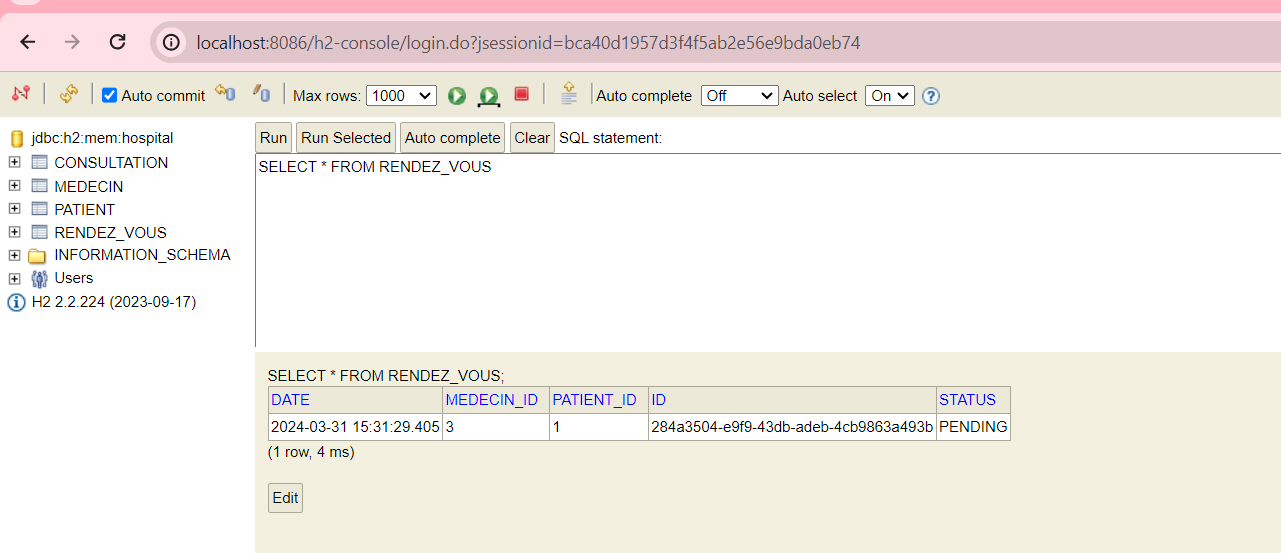 localhost:8086/h2-console/login.do?jsessionid=bca40d1957d3f4f5ab2e56e9bda0eb74
Auto commit Max rows: 1000 Auto complete Off Auto select On
jdbc:h2:mem:hospital
CONSULTATION
MEDECIN
PATIENT
RENDEZ_VOUS
INFORMATION_SCHEMA
Users
H2 2.2.224 (2023-09-17)
Run Run Selected Auto complete Clear SQL statement:
SELECT * FROM RENDEZ_VOUS
SELECT * FROM RENDEZ_VOUS;
DATE MEDECIN_ID PATIENT_ID ID STATUS
2024-03-31 15:31:29.405 3 1 284a3504-e9f9-43db-adeb-4cb9863a493b PENDING
(1 row, 4 ms)
Edit